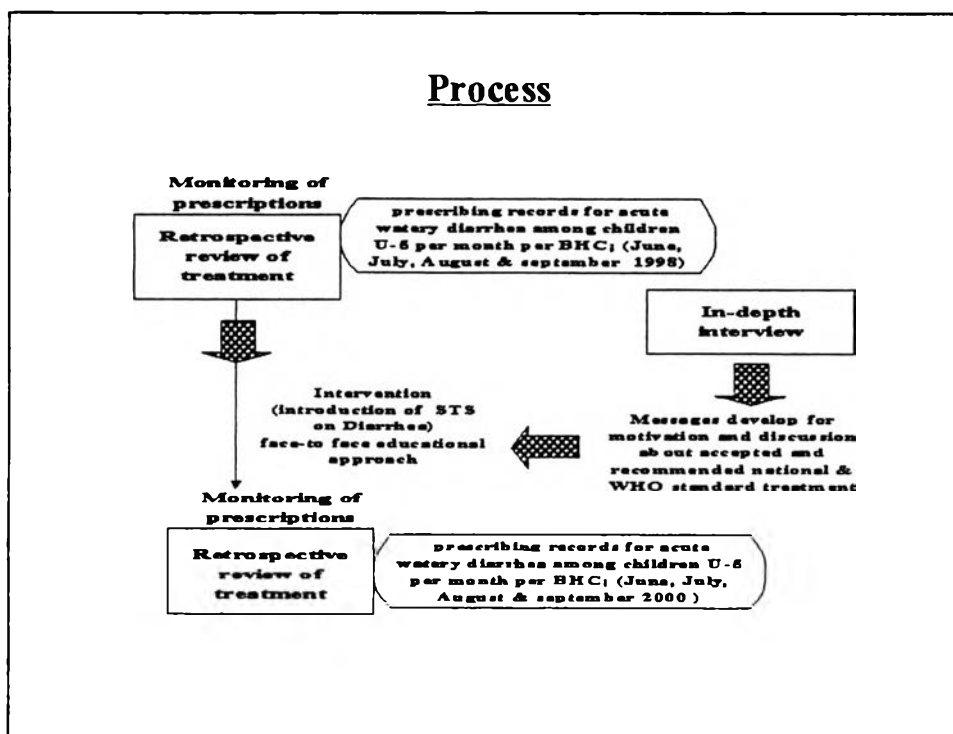 Process
Monitoring of
prescriptions
Retrospective
review of
treatment
prescribing records for acute
watery diarrhea among children
U-5 per month per BHC; (June,
July, August & september 1998)
In-depth
interview
Messages develop for
motivation and discussion
about accepted and
recommended national &
WHO standard treatment
Intervention
(introduction of STS
on Diarrhea)
face-to face educational
approach
Monitoring of
prescriptions
Retrospective
review of
treatment
prescribing records for acute
watery diarrhea among children U-5
per month per BHC; (June, July,
August & september 2000 )